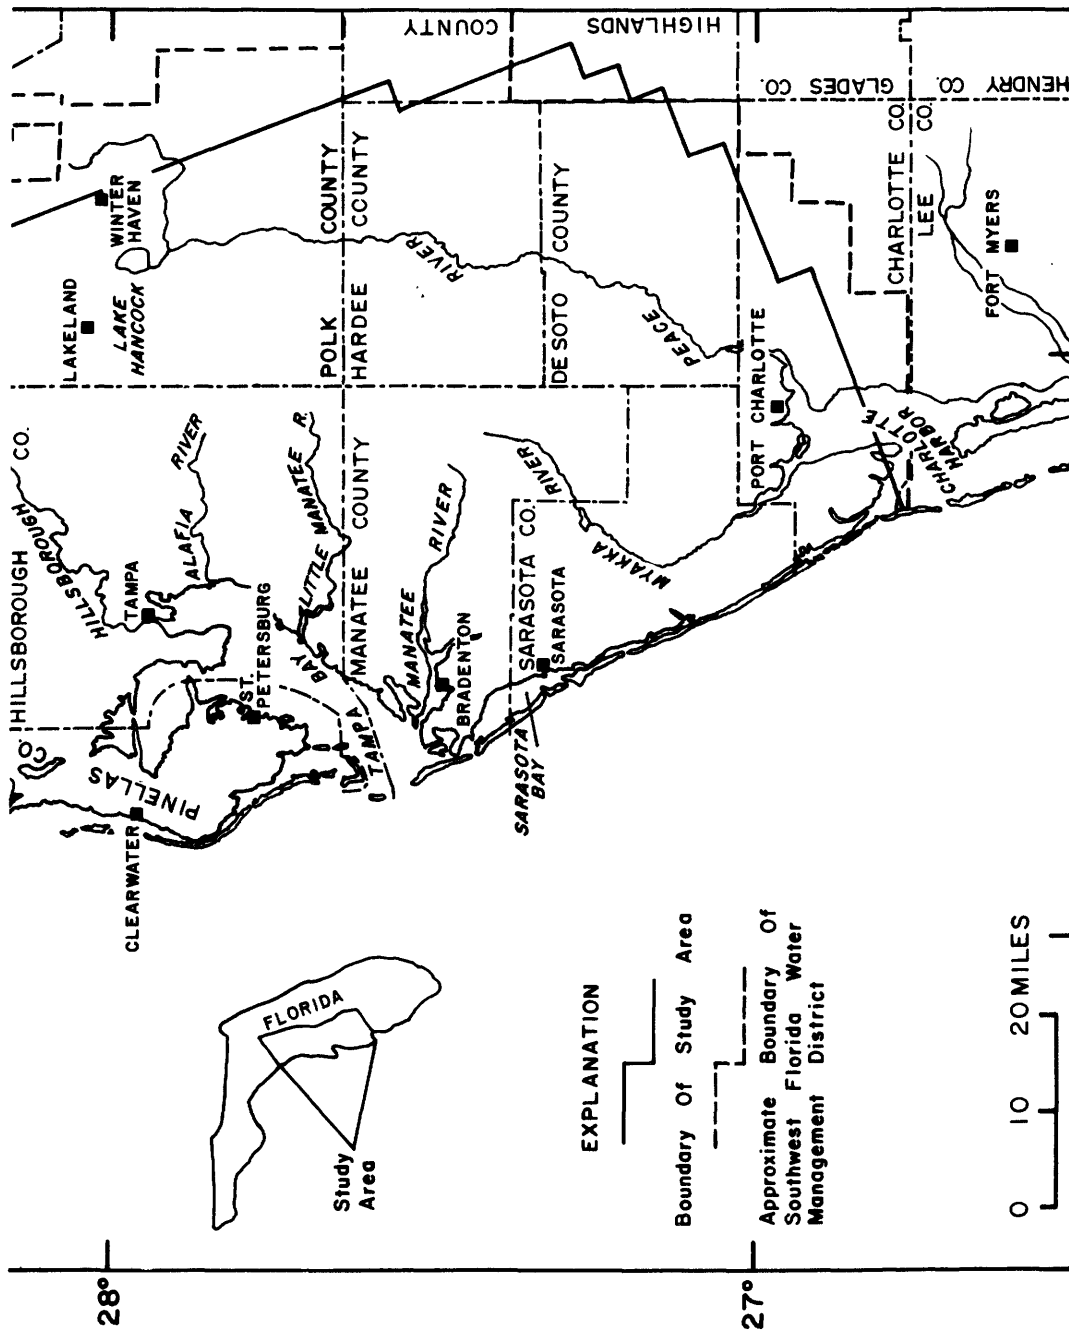 HILLSBOROUGH CO.
PINELLAS CO.
HILLSBOROUGH
TAMPA
ALAFIA RIVER
CLEARWATER
ST.
PETERSBURG
LITTLE MANATEE R.
TAMPA BAY
MANATEE COUNTY
MANATEE RIVER
BRADENTON
SARASOTA CO.
SARASOTA
SARASOTA
BAY
MYAKKA RIVER
LAKELAND
LAKE
HANCOCK
WINTER
HAVEN
POLK COUNTY
HARDEE COUNTY
DE SOTO COUNTY
PEACE RIVER
HIGHLANDS COUNTY
GLADES CO.
HENDRY CO.
PORT CHARLOTTE
CHARLOTTE CO.
LEE CO.
CHARLOTTE
HARBOR
FORT MYERS
28°
27°
FLORIDA
Study
Area
EXPLANATION
Boundary Of Study Area
Approximate Boundary Of
Southwest Florida Water
Management District
0 10 20 MILES